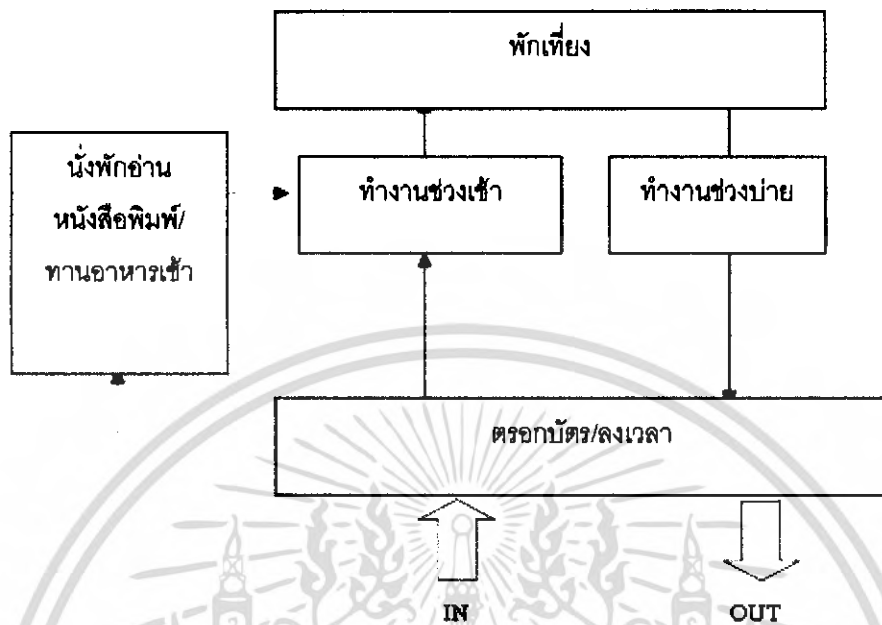 พักเที่ยง
นั่งพักอ่าน
หนังสือพิมพ์/
ทานอาหารเช้า
ทำงานช่วงเช้า
ทำงานช่วงบ่าย
ตรอกบัตร/ลงเวลา
IN
OUT